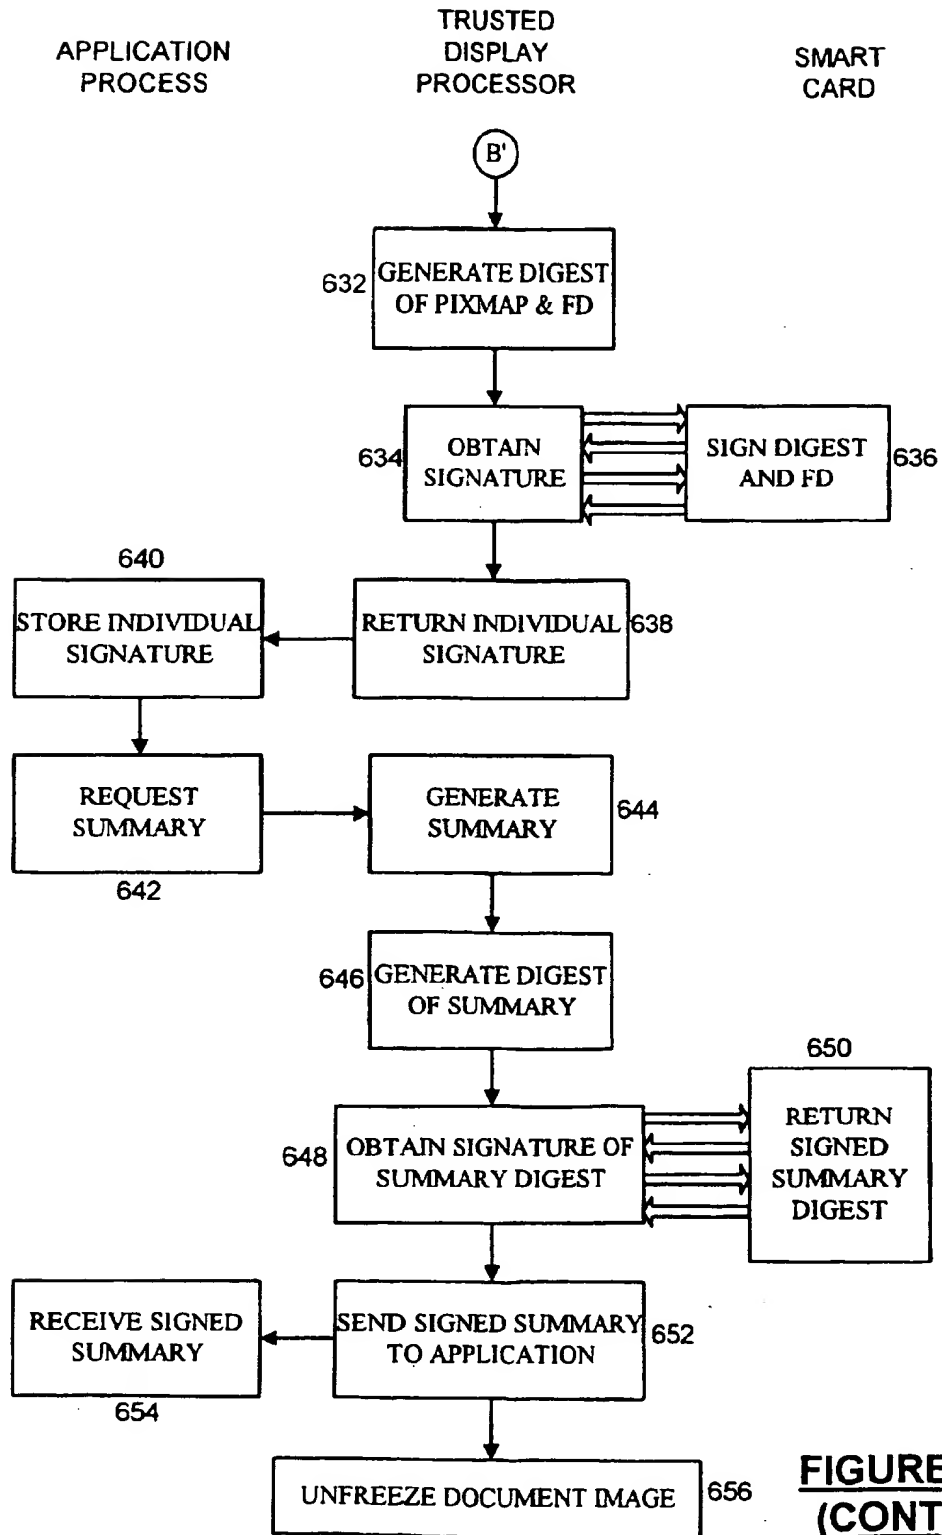 APPLICATION
PROCESS
TRUSTED
DISPLAY
PROCESSOR
SMART
CARD
B'
632
GENERATE DIGEST
OF PIXMAP & FD
634
OBTAIN
SIGNATURE
SIGN DIGEST
AND FD
636
640
STORE INDIVIDUAL
SIGNATURE
RETURN INDIVIDUAL
SIGNATURE
638
REQUEST
SUMMARY
642
GENERATE
SUMMARY
644
646
GENERATE DIGEST
OF SUMMARY
648
OBTAIN SIGNATURE OF
SUMMARY DIGEST
650
RETURN
SIGNED
SUMMARY
DIGEST
RECEIVE SIGNED
SUMMARY
654
SEND SIGNED SUMMARY
TO APPLICATION
652
UNFREEZE DOCUMENT IMAGE
656
FIGURE
(CONT